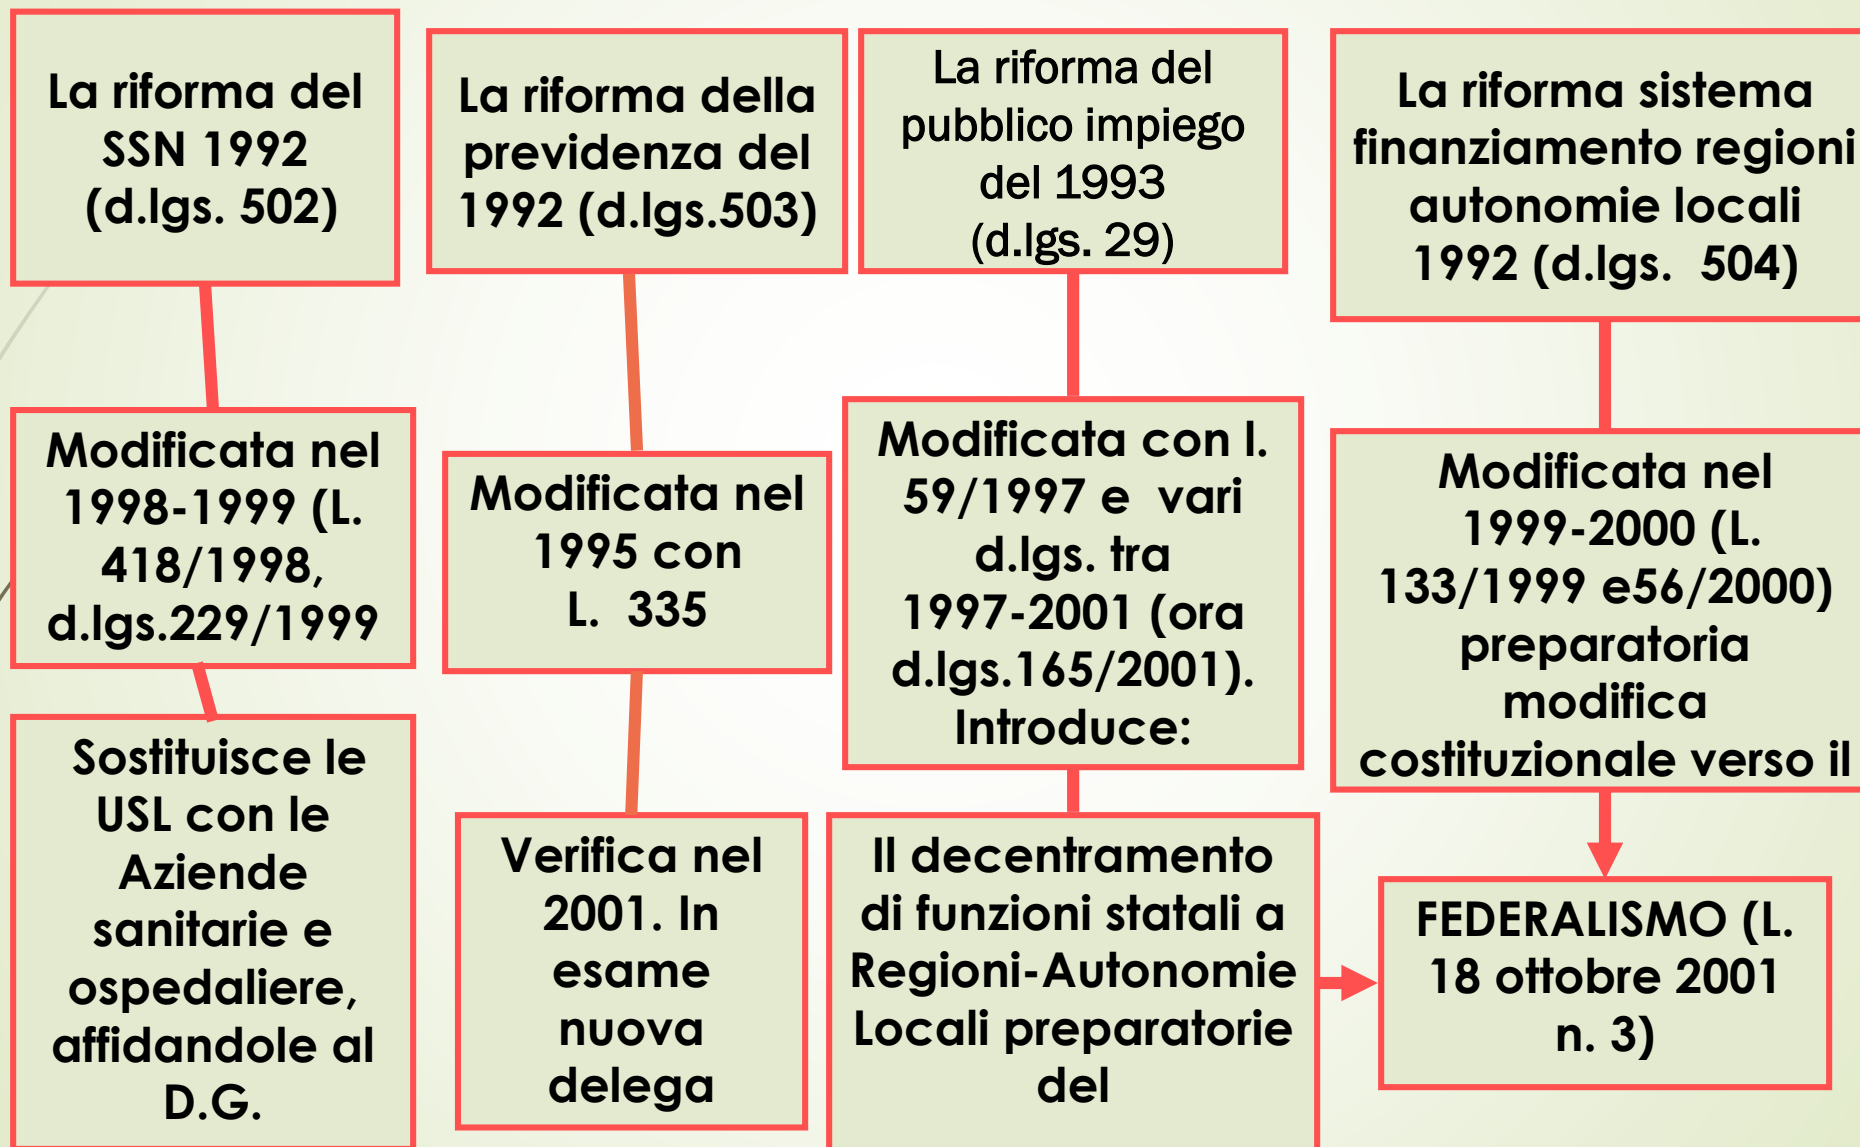 La riforma del
SSN 1992
(d.lgs. 502)
Modificata nel
1998-1999 (L.
418/1998,
d.lgs.229/1999
Sostituisce le
USL con le
Aziende
sanitarie e
ospedaliere,
affidandole al
D.G.
La riforma della
previdenza del
1992 (d.lgs.503)
Modificata nel
1995 con
L. 335
Verifica nel
2001. In
esame
nuova
delega
La riforma del
pubblico impiego
del 1993
(d.lgs. 29)
Modificata con l.
59/1997 e vari
d.lgs. tra
1997-2001 (ora
d.lgs.165/2001).
Introduce:
Il decentramento
di funzioni statali a
Regioni-Autonomie
Locali preparatorie
del
La riforma sistema
finanziamento regioni
autonomie locali
1992 (d.lgs. 504)
Modificata nel
1999-2000 (L.
133/1999 e56/2000)
preparatoria
modifica
costituzionale verso il
FEDERALISMO (L.
18 ottobre 2001
n. 3)